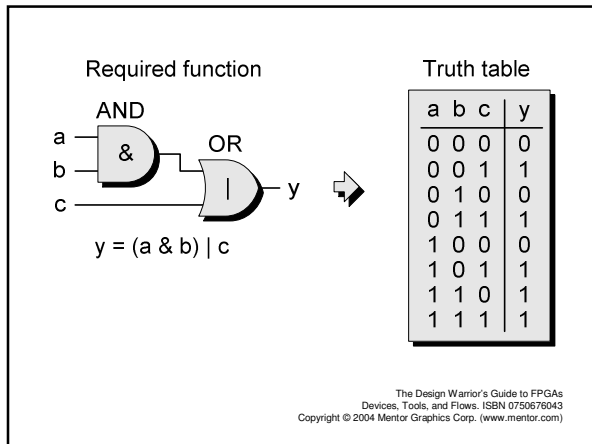 Required function
AND
a
b
&
OR
c
|
y
y = (a & b) | c
Truth table
a b c y
0 0 0 0
0 0 1 1
0 1 0 0
0 1 1 1
1 0 0 0
1 0 1 1
1 1 0 1
1 1 1 1
The Design Warrior's Guide to FPGAs
Devices, Tools, and Flows. ISBN 0750676043
Copyright © 2004 Mentor Graphics Corp. (www.mentor.com)